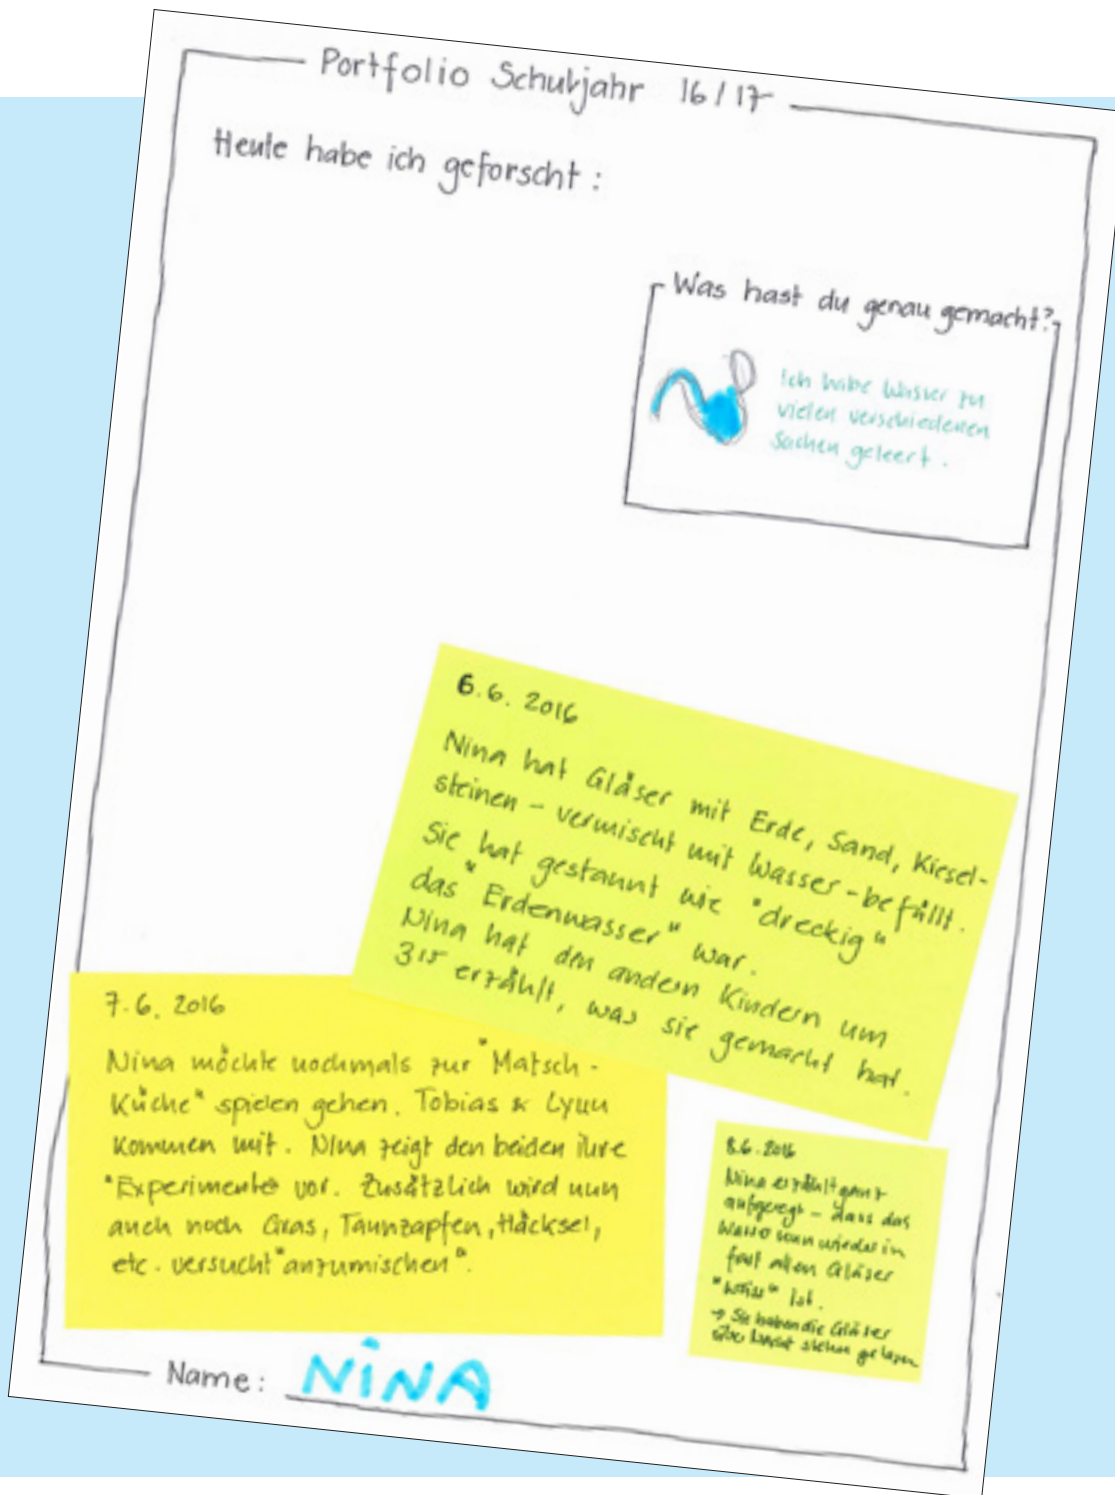 Portfolio Schuljahr 16/17
Heute habe ich geforscht:
Was hast du genau gemacht?
Ich habe Wasser zu
vielen verschiedenen
Sachen geleert.
6.6.2016
Nina hat Gläser mit Erde, Sand, Kiesel-
steinen - vermischt mit Wasser - befüllt.
Sie hat gestaunt wie "dreckig"
das "Erdenwasser" war.
Nina hat den andern Kindern um
3:15 erzählt, was sie gemacht hat.
7.6.2016
Nina möchte nochmals zur "Matsch-
Küche" spielen gehen. Tobias & Lynn
kommen mit. Nina zeigt den beiden ihre
"Experimente" vor. Zusätzlich wird nun
auch noch Gras, Tannzapfen, Häcksel,
etc. versucht "anzumischen".
8.6.2016
Nina erzählt ganz
aufgeregt - dass das
Wasser nun wieder in
fast allen Gläser
"weiss" ist.
→ Sie haben die Gläser
über Nacht stehen gelassen
Name: NINA